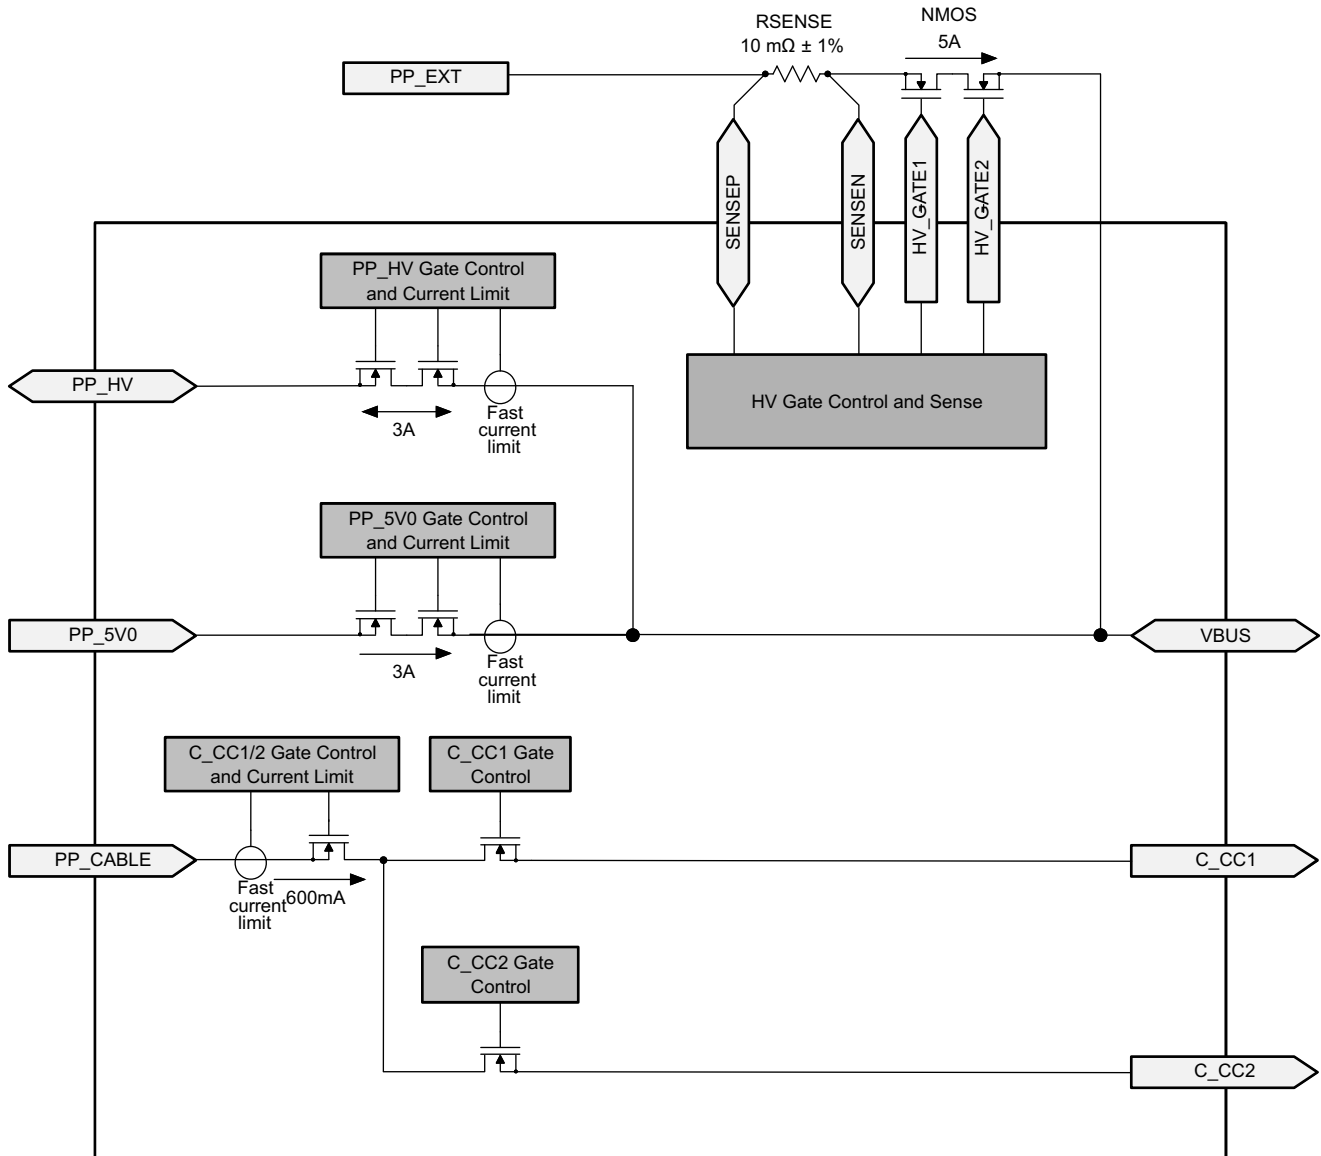 RSENSE
10 mΩ ± 1%
NMOS
5A
PP_EXT
SENSEP
SENSEN
HV_GATE1
HV_GATE2
PP_HV Gate Control
and Current Limit
PP_HV
3A
Fast
current
limit
HV Gate Control and Sense
PP_5V0 Gate Control
and Current Limit
PP_5V0
3A
Fast
current
limit
VBUS
C_CC1/2 Gate Control
and Current Limit
C_CC1 Gate
Control
PP_CABLE
Fast
current
limit
600mA
C_CC1
C_CC2 Gate
Control
C_CC2